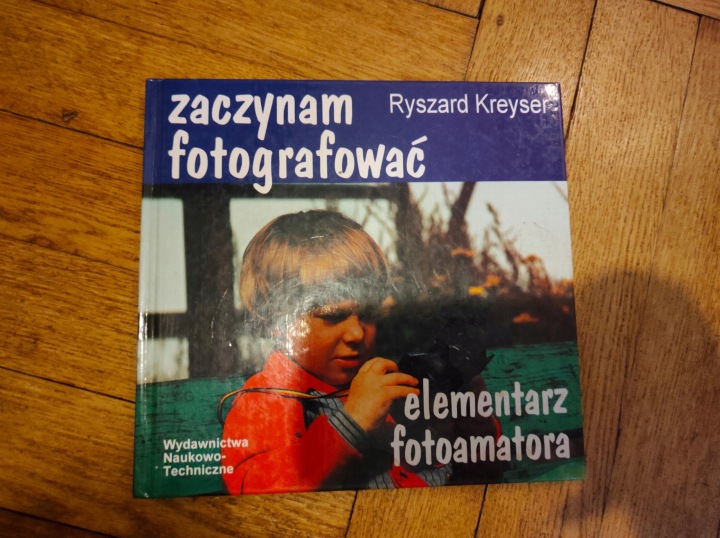 zaczynam
fotografować
Ryszard Kreyser
elementarz
fotoamatora
Wydawnictwa
Naukowo-
Techniczne